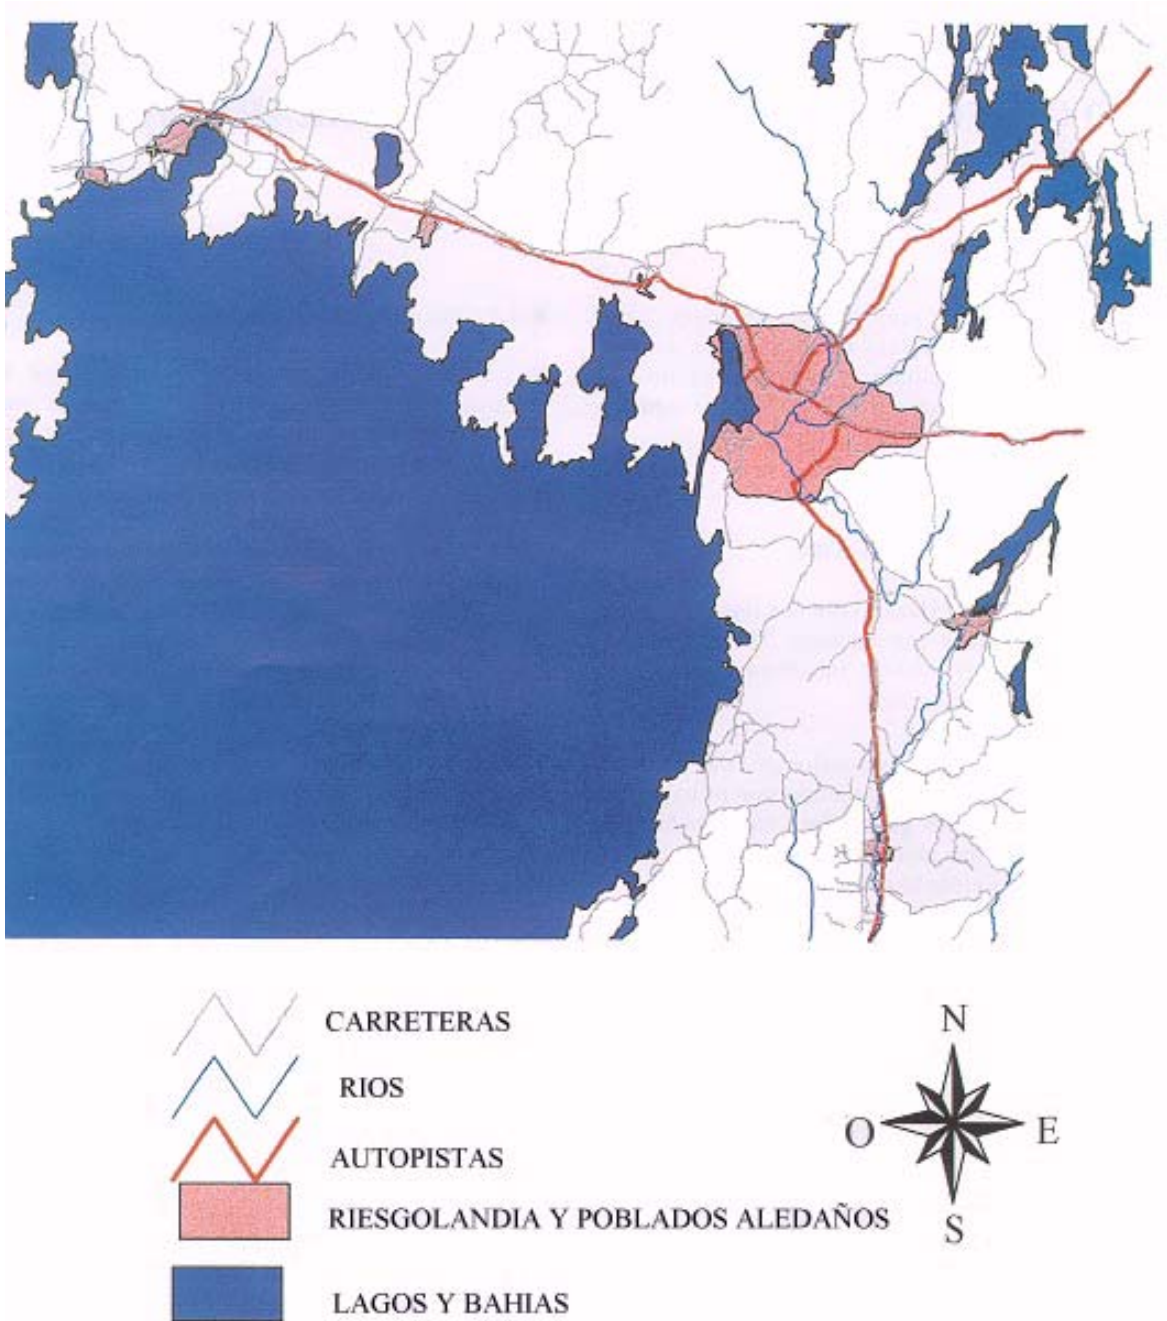 CARRETERAS
RIOS
AUTOPISTAS
RIESGOLANDIA Y POBLADOS ALEDAÑOS
LAGOS Y BAHIAS
N
O
E
S